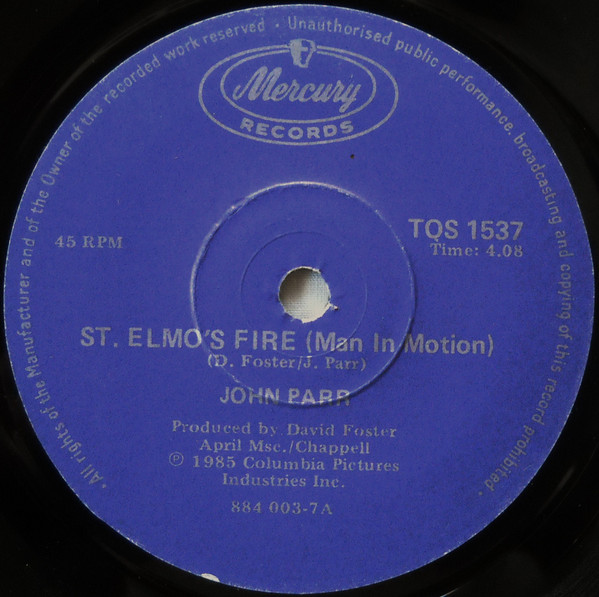 · All rights of the Manufacturer and of the Owner of the recorded work reserved · Unauthorised public performance, broadcasting and copying of this record prohibited ·
Mercury
RECORDS
45 RPM
TOS 1537
Time: 4.08
ST. ELMO'S FIRE (Man In Motion)
(D. Foster/J. Parr)
JOHN PARR
Produced by David Foster
April Msc./Chappell
℗ 1985 Columbia Pictures
Industries Inc.
884 003-7A